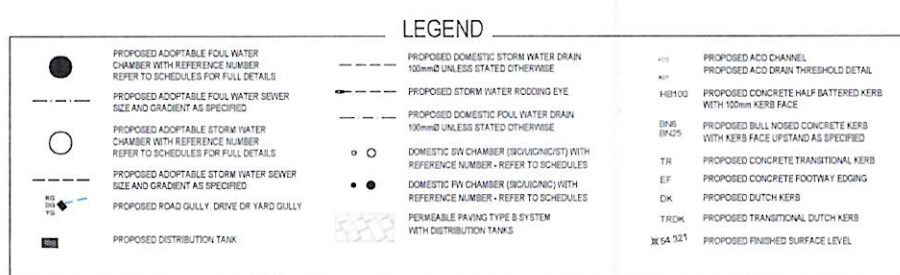 LEGEND
PROPOSED ADOPTABLE FOUL WATER
CHAMBER WITH REFERENCE NUMBER
REFER TO SCHEDULES FOR FULL DETAILS
PROPOSED ADOPTABLE FOUL WATER SEWER
SIZE AND GRADIENT AS SPECIFIED
PROPOSED ADOPTABLE STORM WATER
CHAMBER WITH REFERENCE NUMBER
REFER TO SCHEDULES FOR FULL DETAILS
PROPOSED ADOPTABLE STORM WATER SEWER
SIZE AND GRADIENT AS SPECIFIED
RG
DG
YG
PROPOSED ROAD GULLY, DRIVE OR YARD GULLY
PROPOSED DISTRIBUTION TANK
PROPOSED DOMESTIC STORM WATER DRAIN
100mmØ UNLESS STATED OTHERWISE
PROPOSED STORM WATER RODDING EYE
PROPOSED DOMESTIC FOUL WATER DRAIN
100mmØ UNLESS STATED OTHERWISE
DOMESTIC SW CHAMBER (SIC/UIC/NIC/ST) WITH
REFERENCE NUMBER - REFER TO SCHEDULES
DOMESTIC FW CHAMBER (SIC/UIC/NIC) WITH
REFERENCE NUMBER - REFER TO SCHEDULES
PERMEABLE PAVING TYPE B SYSTEM
WITH DISTRIBUTION TANKS
PROPOSED ACO CHANNEL
PROPOSED ACO DRAIN THRESHOLD DETAIL
HB100 PROPOSED CONCRETE HALF BATTERED KERB
WITH 100mm KERB FACE
BN6 PROPOSED BULL NOSED CONCRETE KERB
BN25 WITH KERB FACE UPSTAND AS SPECIFIED
TR PROPOSED CONCRETE TRANSITIONAL KERB
EF PROPOSED CONCRETE FOOTWAY EDGING
DK PROPOSED DUTCH KERB
TRDK PROPOSED TRANSITIONAL DUTCH KERB
54.321 PROPOSED FINISHED SURFACE LEVEL